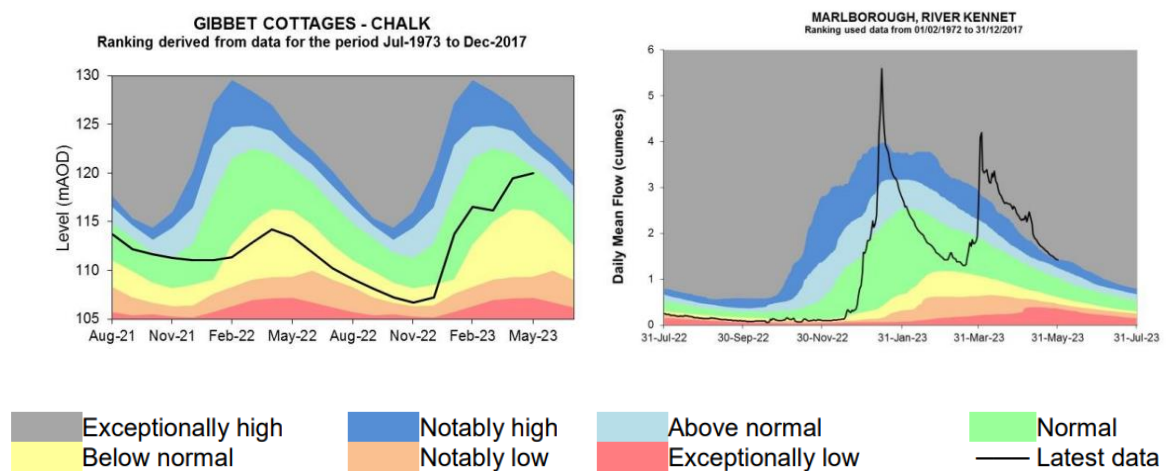 GIBBET COTTAGES - CHALK
Ranking derived from data for the period Jul-1973 to Dec-2017
Level (mAOD)
130
125
120
115
110
105
Aug-21 Nov-21 Feb-22 May-22 Aug-22 Nov-22 Feb-23 May-23
MARLBOROUGH, RIVER KENNET
Ranking used data from 01/02/1972 to 31/12/2017
Daily Mean Flow (cumecs)
6
5
4
3
2
1
0
31-Jul-22 30-Sep-22 30-Nov-22 31-Jan-23 31-Mar-23 31-May-23 31-Jul-23
Exceptionally high Notably high Above normal Normal
Below normal Notably low Exceptionally low Latest data